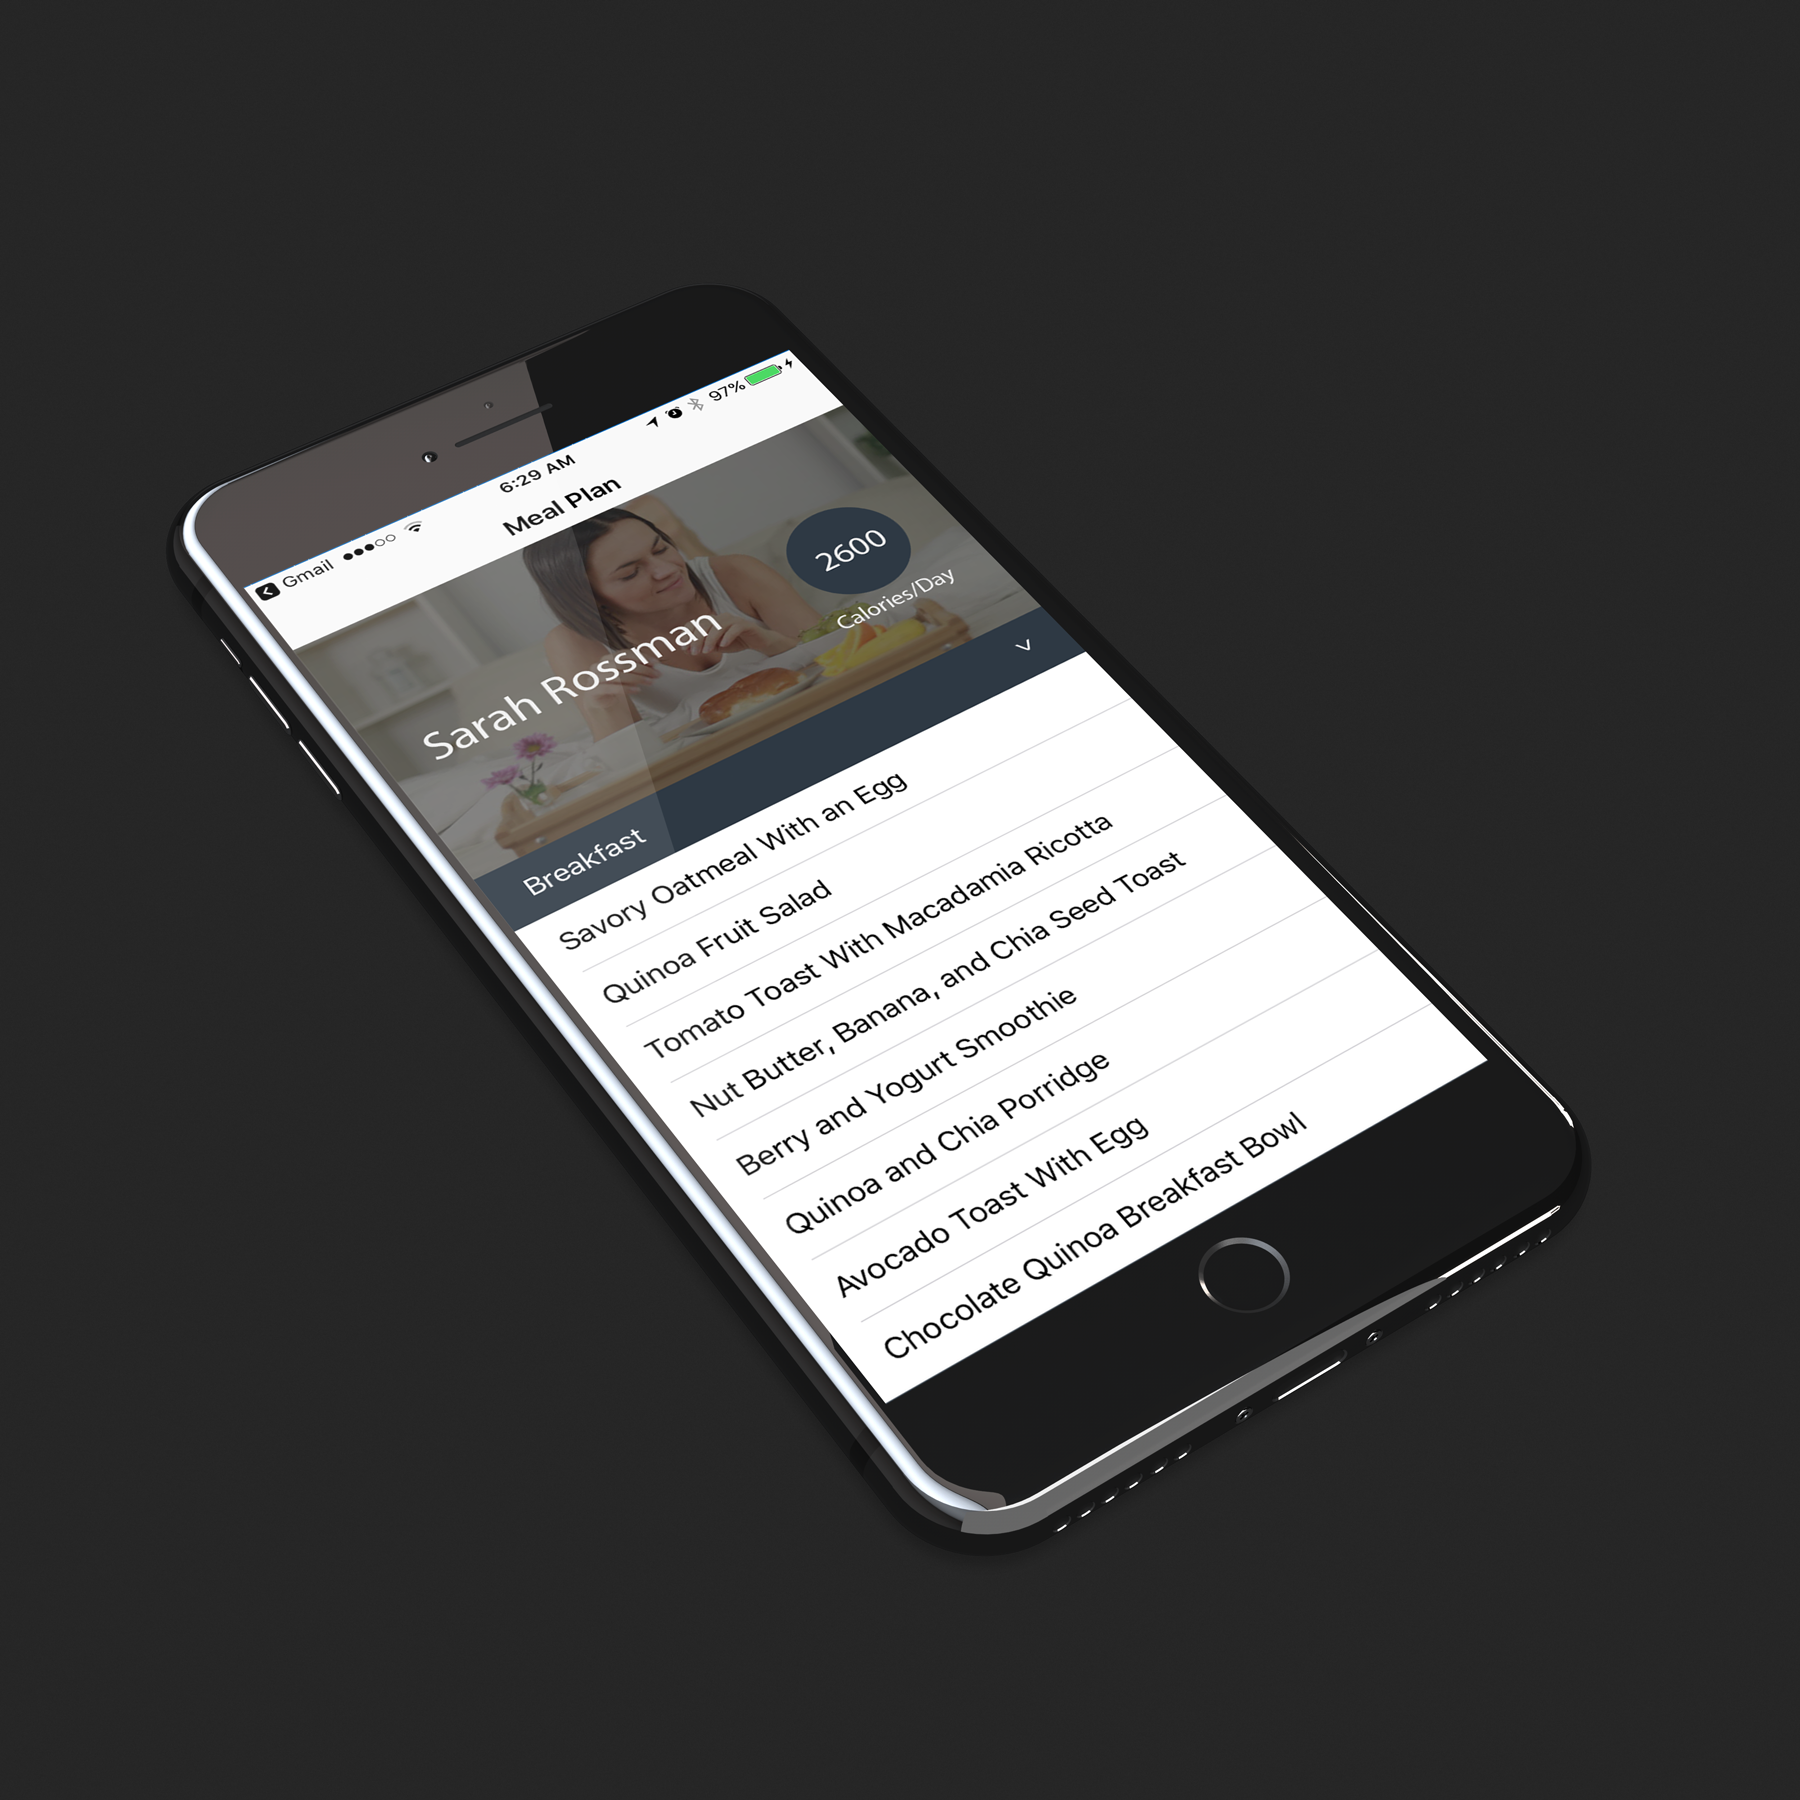 Gmail
6:29 AM
97%
Meal Plan
2600
Calories/Day
Sarah Rossman
Breakfast
Savory Oatmeal With an Egg
Quinoa Fruit Salad
Tomato Toast With Macadamia Ricotta
Nut Butter, Banana, and Chia Seed Toast
Berry and Yogurt Smoothie
Quinoa and Chia Porridge
Avocado Toast With Egg
Chocolate Quinoa Breakfast Bowl